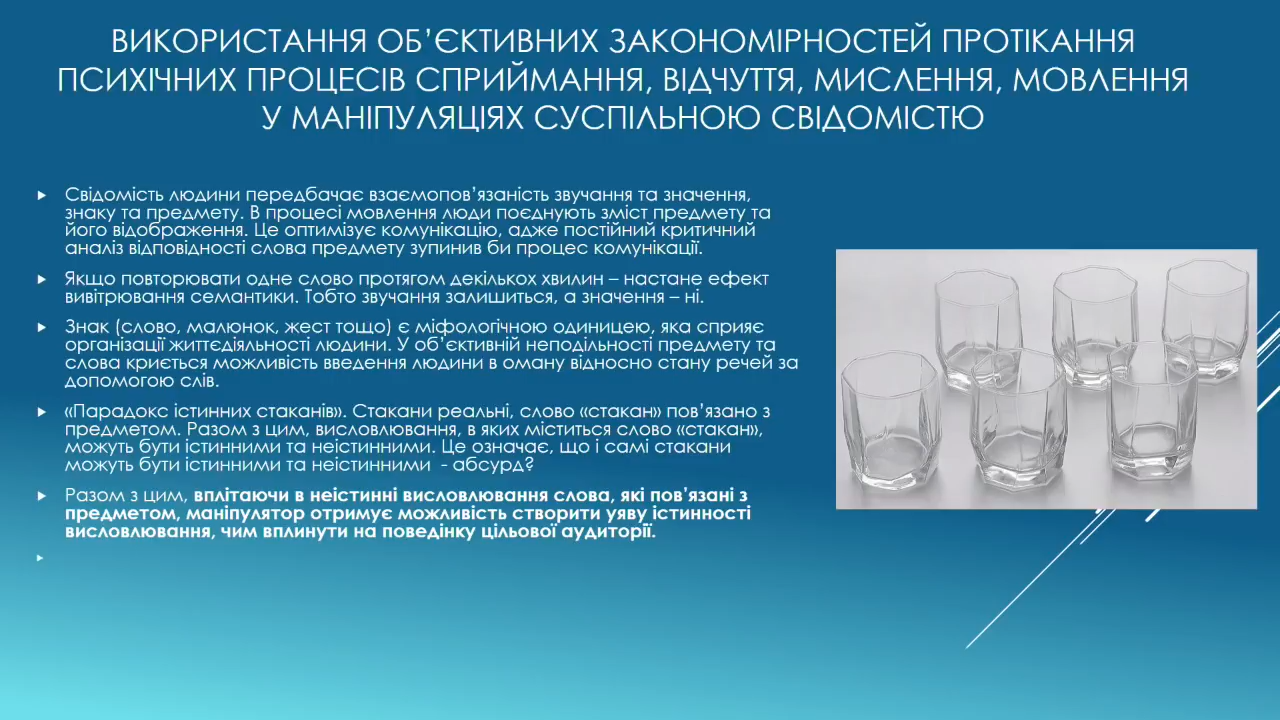 ВИКОРИСТАННЯ ОБ’ЄКТИВНИХ ЗАКОНОМІРНОСТЕЙ ПРОТІКАННЯ
ПСИХІЧНИХ ПРОЦЕСІВ СПРИЙМАННЯ, ВІДЧУТТЯ, МИСЛЕННЯ, МОВЛЕННЯ
У МАНІПУЛЯЦІЯХ СУСПІЛЬНОЮ СВІДОМІСТЮ
Свідомість людини передбачає взаємопов’язаність звучання та значення,
знаку та предмету. В процесі мовлення люди поєднують зміст предмету та
його відображення. Це оптимізує комунікацію, адже постійний критичний
аналіз відповідності слова предмету зупинив би процес комунікації.
Якщо повторювати одне слово протягом декількох хвилин – настане ефект
вивітрювання семантики. Тобто звучання залишиться, а значення – ні.
Знак (слово, малюнок, жест тощо) є міфологічною одиницею, яка сприяє
організації життєдіяльності людини. У об’єктивній неподільності предмету та
слова криється можливість введення людини в оману відносно стану речей за
допомогою слів.
«Парадокс істинних стаканів». Стакани реальні, слово «стакан» пов’язано з
предметом. Разом з цим, висловлювання, в яких міститься слово «стакан»,
можуть бути істинними та неістинними. Це означає, що і самі стакани
можуть бути істинними та неістинними - абсурд?
Разом з цим, вплітаючи в неістинні висловлювання слова, які пов’язані з
предметом, маніпулятор отримує можливість створити уяву істинності
висловлювання, чим вплинути на поведінку цільової аудиторії.